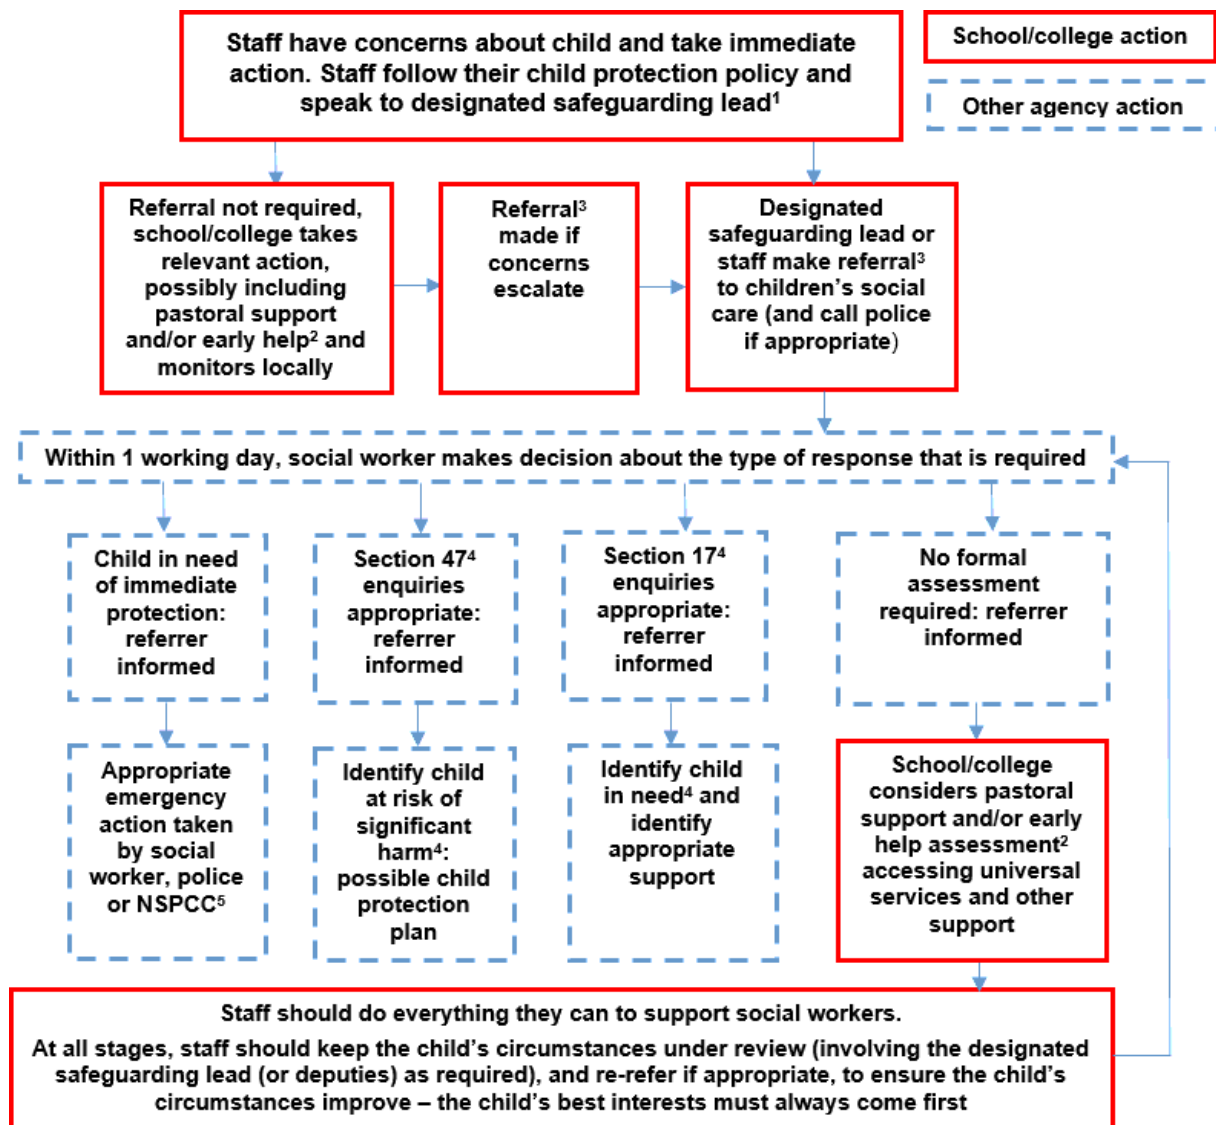 Staff have concerns about child and take immediate
action. Staff follow their child protection policy and
speak to designated safeguarding lead¹
School/college action
Other agency action
Referral not required,
school/college takes
relevant action,
possibly including
pastoral support
and/or early help² and
monitors locally
Referral³
made if
concerns
escalate
Designated
safeguarding lead or
staff make referral³
to children’s social
care (and call police
if appropriate)
Within 1 working day, social worker makes decision about the type of response that is required
Child in need
of immediate
protection:
referrer
informed
Section 47⁴
enquiries
appropriate:
referrer
informed
Section 17⁴
enquiries
appropriate:
referrer
informed
No formal
assessment
required: referrer
informed
Appropriate
emergency
action taken
by social
worker, police
or NSPCC⁵
Identify child
at risk of
significant
harm⁴:
possible child
protection
plan
Identify child
in need⁴ and
identify
appropriate
support
School/college
considers pastoral
support and/or early
help assessment²
accessing universal
services and other
support
Staff should do everything they can to support social workers.
At all stages, staff should keep the child’s circumstances under review (involving the designated
safeguarding lead (or deputies) as required), and re-refer if appropriate, to ensure the child’s
circumstances improve – the child’s best interests must always come first